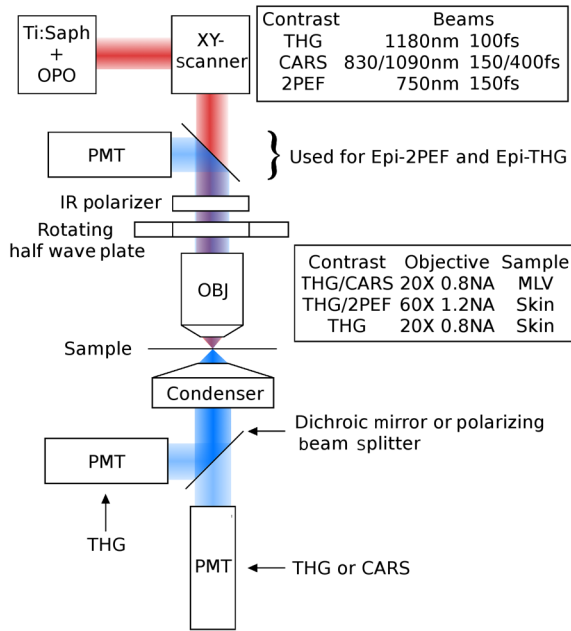 Ti:Saph
+
OPO
XY-
scanner
Contrast Beams
THG 1180nm 100fs
CARS 830/1090nm 150/400fs
2PEF 750nm 150fs
PMT
Used for Epi-2PEF and Epi-THG
IR polarizer
Rotating
half wave plate
OBJ
Contrast Objective Sample
THG/CARS 20X 0.8NA MLV
THG/2PEF 60X 1.2NA Skin
THG 20X 0.8NA Skin
Sample
Condenser
Dichroic mirror or polarizing
beam splitter
PMT
THG
PMT
THG or CARS